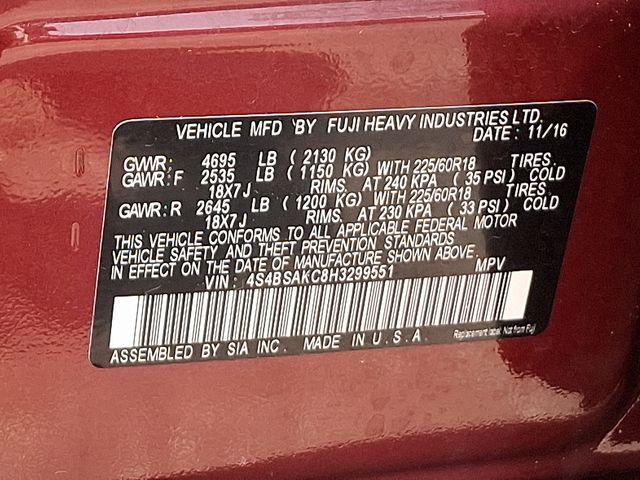 VEHICLE MFD 'BY FUJI HEAVY INDUSTRIES LTD.
DATE: 11/16
GVWR: 4695 LB ( 2130 KG)
GAWR: F 2535 LB ( 1150 KG) WITH 225/60R18 TIRES.
18X7J RIMS. AT 240 KPA ( 35 PSI) COLD
GAWR: R 2645 LB ( 1200 KG) WITH 225/60R18 TIRES.
18X7J RIMS. AT 230 KPA ( 33 PSI) COLD
THIS VEHICLE CONFORMS TO ALL APPLICABLE FEDERAL MOTOR
VEHICLE SAFETY AND THEFT PREVENTION STANDARDS
IN EFFECT ON THE DATE OF MANUFACTURE SHOWN ABOVE.
VIN: 4S4BSAKC8H3299551 MPV
ASSEMBLED BY SIA INC. MADE IN U.S.A. Replacement label. Not from Fuji